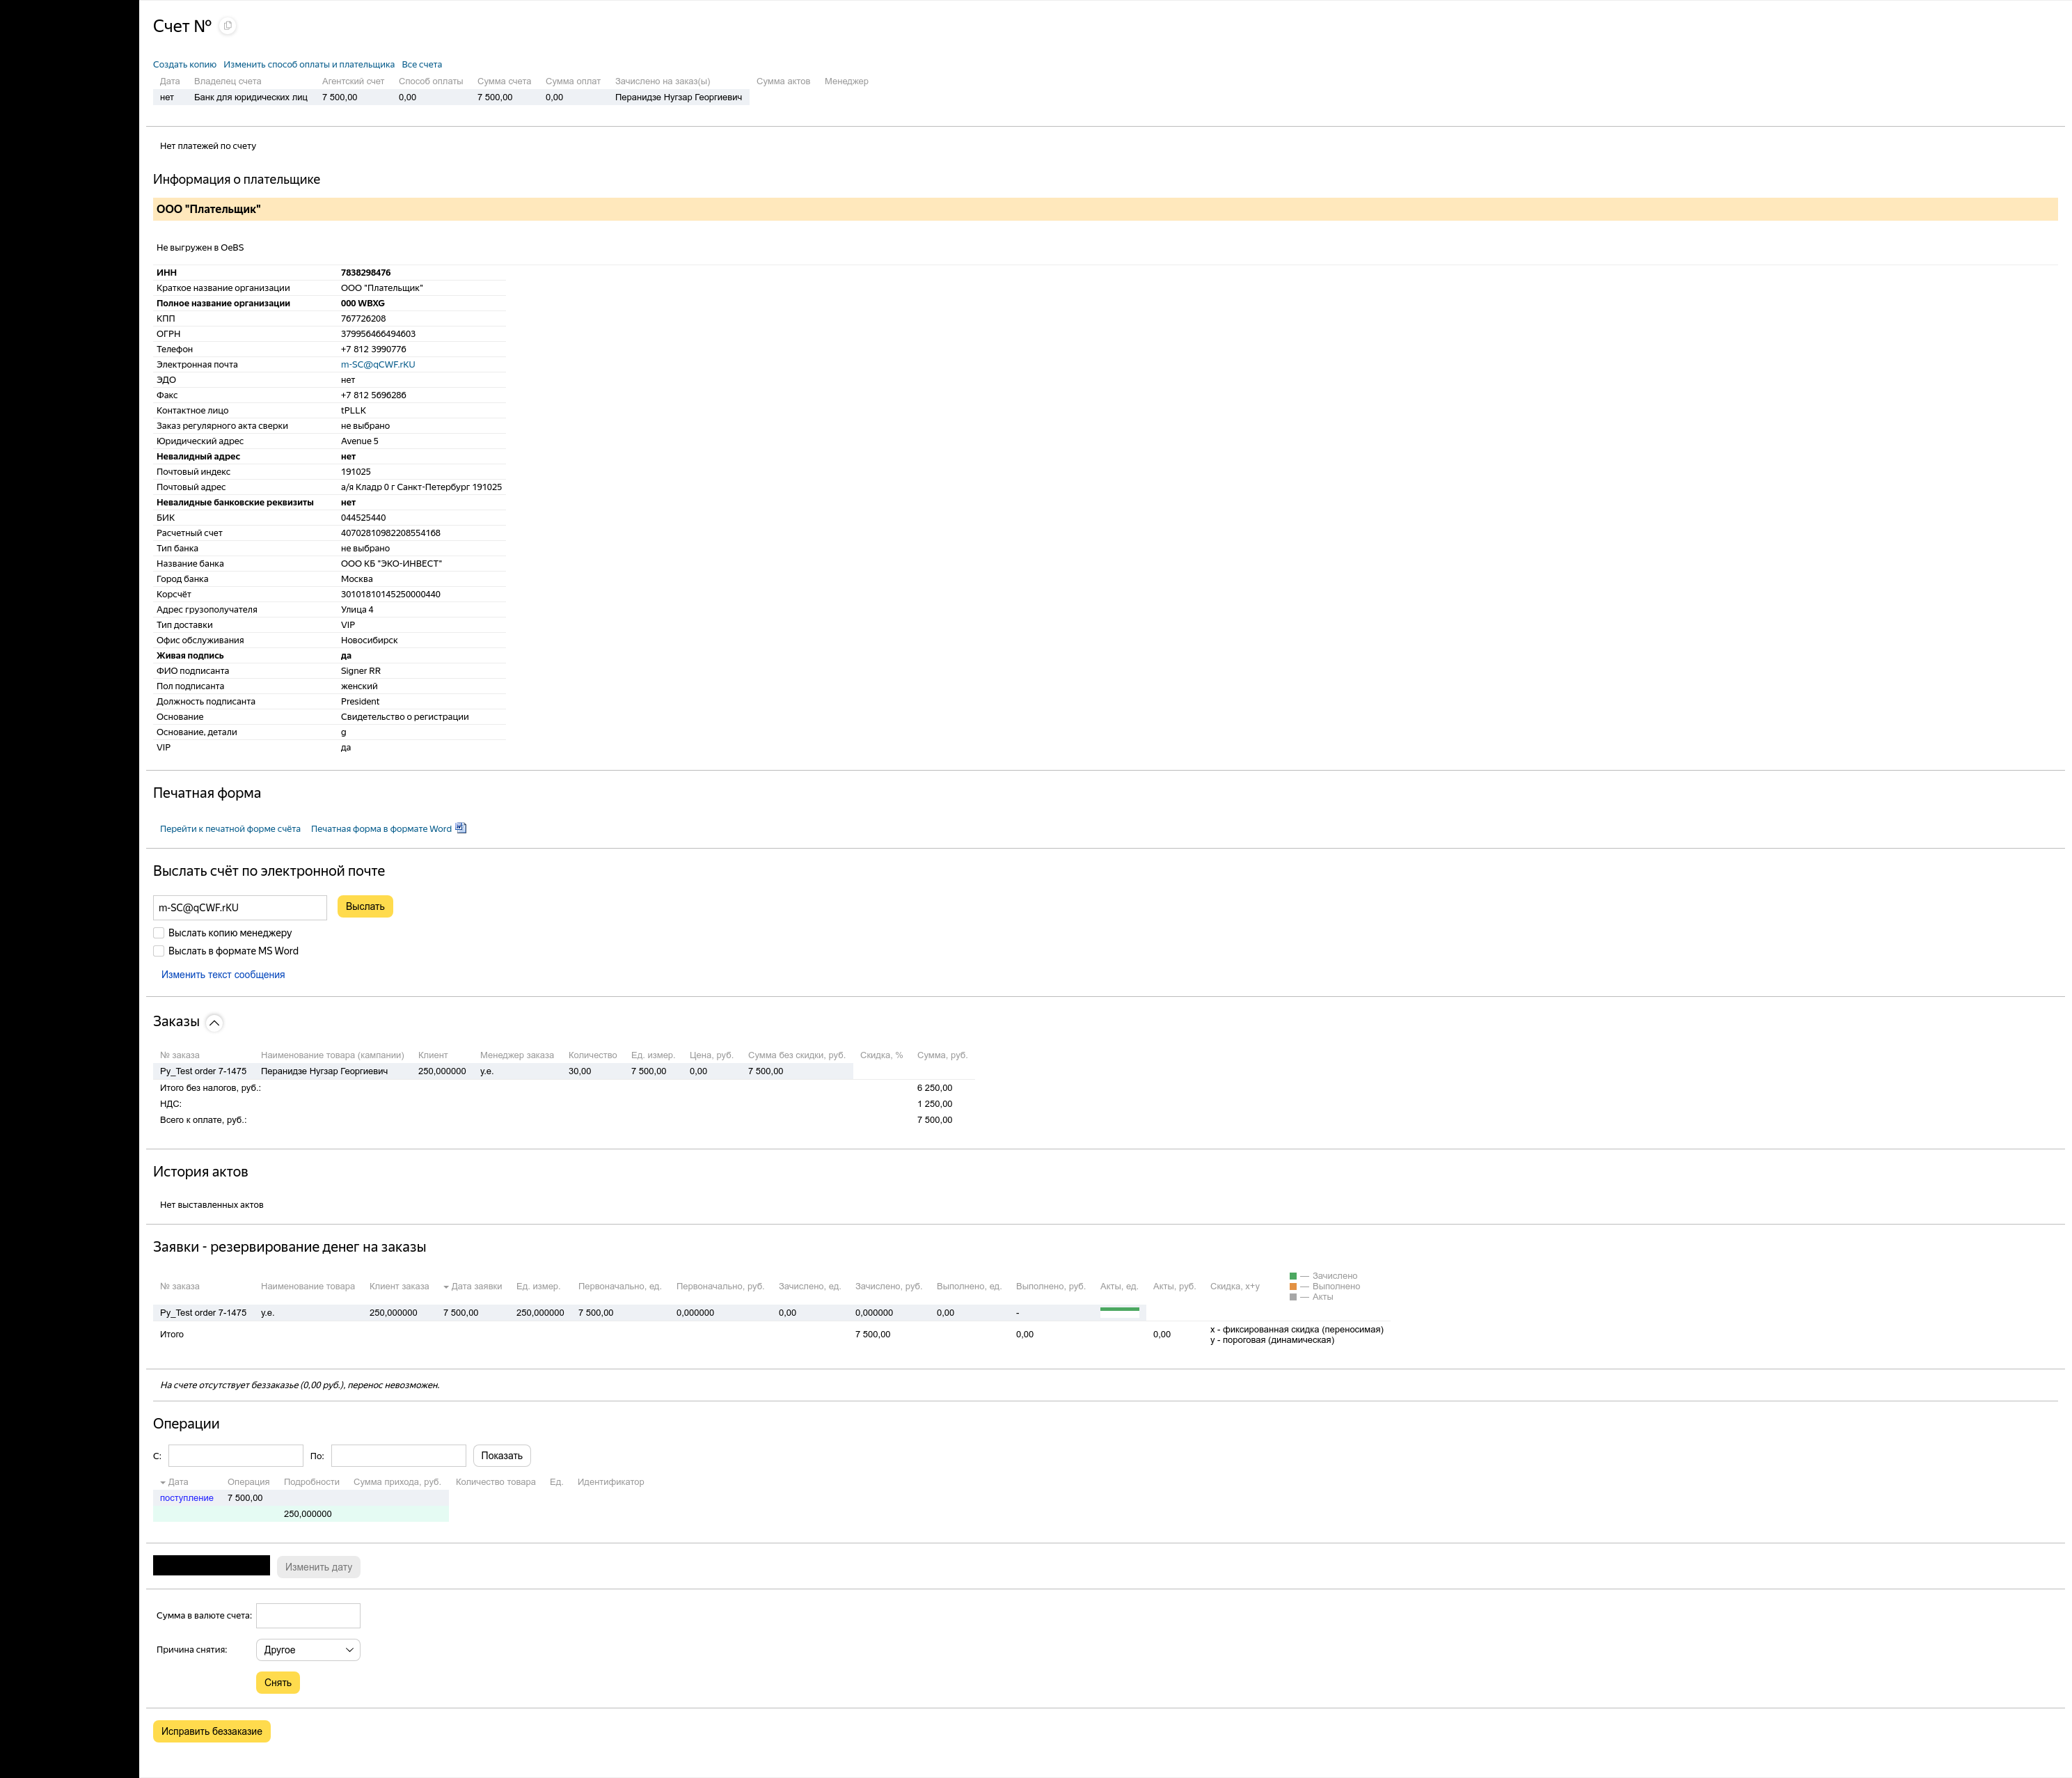 Счет №
Создать копию Изменить способ оплаты и плательщика Все счета
Дата Владелец счета Агентский счет Способ оплаты Сумма счета Сумма оплат Зачислено на заказ(ы) Сумма актов Менеджер
нет Банк для юридических лиц 7 500,00 0,00 7 500,00 0,00 Перанидзе Нугзар Георгиевич
Нет платежей по счету
Информация о плательщике
ООО "Плательщик"
Не выгружен в OeBS
ИНН 7838298476
Краткое название организации ООО "Плательщик"
Полное название организации 000 WBXG
КПП 767726208
ОГРН 379956466494603
Телефон +7 812 3990776
Электронная почта m-SC@qCWF.rKU
ЭДО нет
Факс +7 812 5696286
Контактное лицо tPLLK
Заказ регулярного акта сверки не выбрано
Юридический адрес Avenue 5
Невалидный адрес нет
Почтовый индекс 191025
Почтовый адрес а/я Кладр 0 г Санкт-Петербург 191025
Невалидные банковские реквизиты нет
БИК 044525440
Расчетный счет 40702810982208554168
Тип банка не выбрано
Название банка ООО КБ "ЭКО-ИНВЕСТ"
Город банка Москва
Корсчёт 30101810145250000440
Адрес грузополучателя Улица 4
Тип доставки VIP
Офис обслуживания Новосибирск
Живая подпись да
ФИО подписанта Signer RR
Пол подписанта женский
Должность подписанта President
Основание Свидетельство о регистрации
Основание, детали g
VIP да
Печатная форма
Перейти к печатной форме счёта Печатная форма в формате Word
Выслать счёт по электронной почте
m-SC@qCWF.rKU Выслать
Выслать копию менеджеру
Выслать в формате MS Word
Изменить текст сообщения
Заказы
№ заказа Наименование товара (кампании) Клиент Менеджер заказа Количество Ед. измер. Цена, руб. Сумма без скидки, руб. Скидка, % Сумма, руб.
Py_Test order 7-1475 Перанидзе Нугзар Георгиевич 250,000000 у.е. 30,00 7 500,00 0,00 7 500,00
Итого без налогов, руб.: 6 250,00
НДС: 1 250,00
Всего к оплате, руб.: 7 500,00
История актов
Нет выставленных актов
Заявки - резервирование денег на заказы
№ заказа Наименование товара Клиент заказа Дата заявки Ед. измер. Первоначально, ед. Первоначально, руб. Зачислено, ед. Зачислено, руб. Выполнено, ед. Выполнено, руб. Акты, ед. Акты, руб. Скидка, x+y
— Зачислено
— Выполнено
— Акты
Py_Test order 7-1475 у.е. 250,000000 7 500,00 250,000000 7 500,00 0,000000 0,00 0,000000 0,00 -
Итого 7 500,00 0,00 0,00
x - фиксированная скидка (переносимая)
y - пороговая (динамическая)
На счете отсутствует беззаказье (0,00 руб.), перенос невозможен.
Операции
С: По: Показать
Дата Операция Подробности Сумма прихода, руб. Количество товара Ед. Идентификатор
поступление 7 500,00
250,000000
Изменить дату
Сумма в валюте счета:
Причина снятия: Другое
Снять
Исправить беззаказие